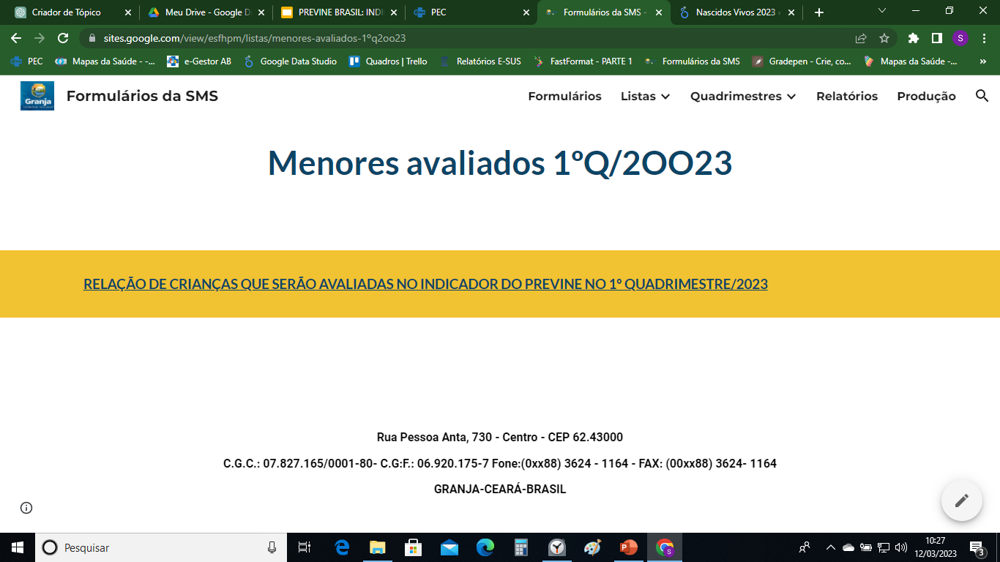 Criador de Tópico
Meu Drive - Google D
PREVINE BRASIL: INDI
PEC
Formulários da SMS -
Nascidos Vivos 2023
sites.google.com/view/esfhpm/listas/menores-avaliados-1ºq2oo23
S
PEC
Mapas da Saúde - -...
e-Gestor AB
Google Data Studio
Quadros | Trello
Relatórios E-SUS
FastFormat - PARTE 1
Formulários da SMS
Gradepen - Crie, co...
Mapas da Saúde -...
»
Granja
Formulários da SMS
Formulários
Listas
Quadrimestres
Relatórios
Produção
Menores avaliados 1ºQ/2OO23
RELAÇÃO DE CRIANÇAS QUE SERÃO AVALIADAS NO INDICADOR DO PREVINE NO 1º QUADRIMESTRE/2023
Rua Pessoa Anta, 730 - Centro - CEP 62.43000
C.G.C.: 07.827.165/0001-80- C.G:F.: 06.920.175-7 Fone:(0xx88) 3624 - 1164 - FAX: (00xx88) 3624- 1164
GRANJA-CEARÁ-BRASIL
Pesquisar
10:27
12/03/2023
3